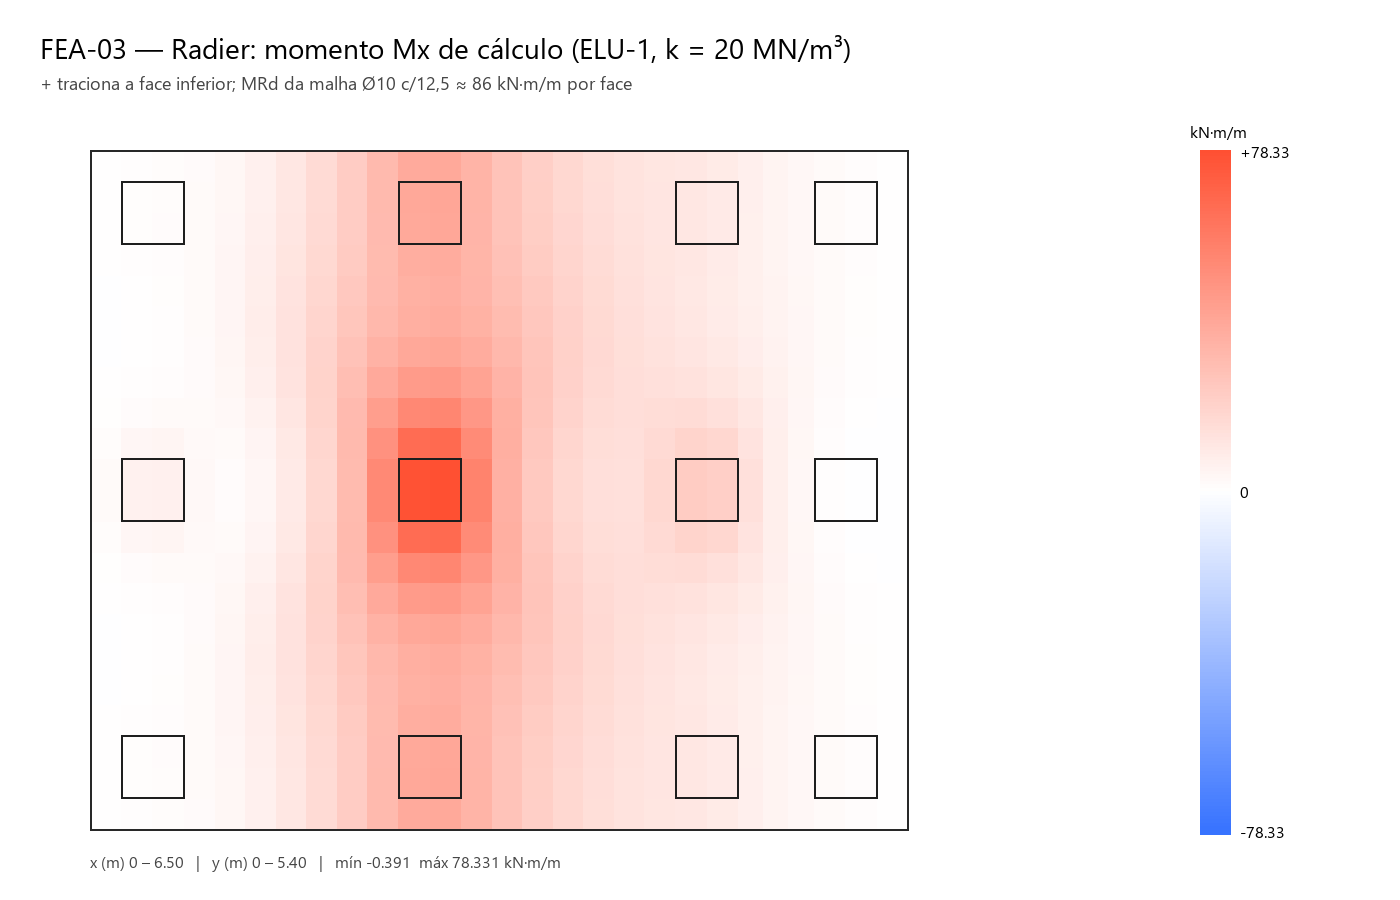 FEA-03 — Radier: momento Mx de cálculo (ELU-1, k = 20 MN/m³)
+ traciona a face inferior; MRd da malha Ø10 c/12,5 ≈ 86 kN·m/m por face
kN·m/m
+78.33
0
-78.33
x (m) 0 – 6.50 | y (m) 0 – 5.40 | mín -0.391 máx 78.331 kN·m/m